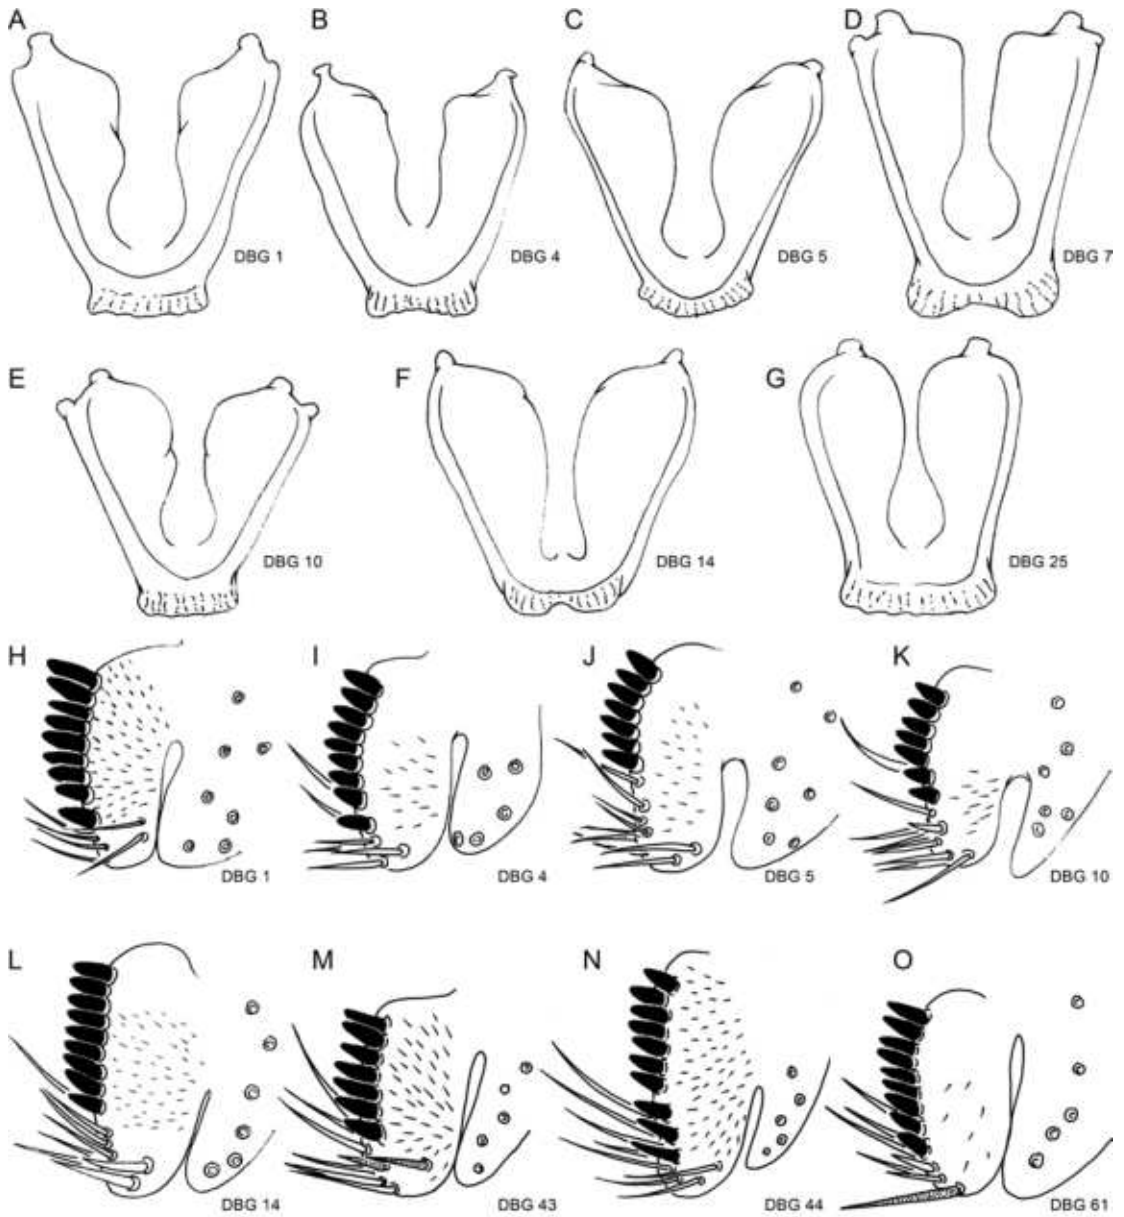 A B C D
DBG 1 DBG 4 DBG 5 DBG 7
E F G
DBG 10 DBG 14 DBG 25
H I J K
DBG 1 DBG 4 DBG 5 DBG 10
L M N O
DBG 14 DBG 43 DBG 44 DBG 61